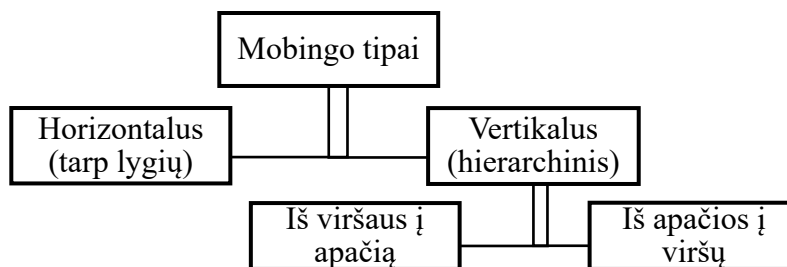 Mobingo tipai
Horizontalus
(tarp lygių)
Vertikalus
(hierarchinis)
Iš viršaus į
apačią
Iš apačios į
viršų